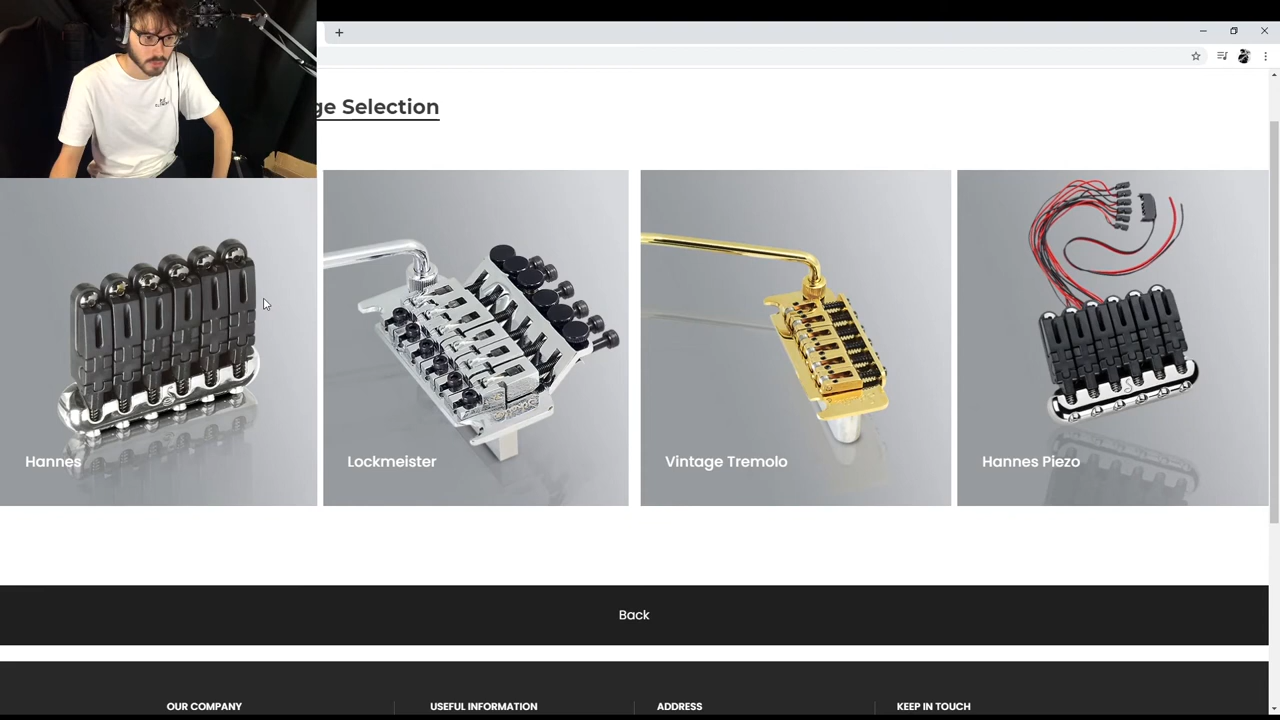 ge Selection
Hannes
Lockmeister
Vintage Tremolo
Hannes Piezo
Back
OUR COMPANY
USEFUL INFORMATION
ADDRESS
KEEP IN TOUCH